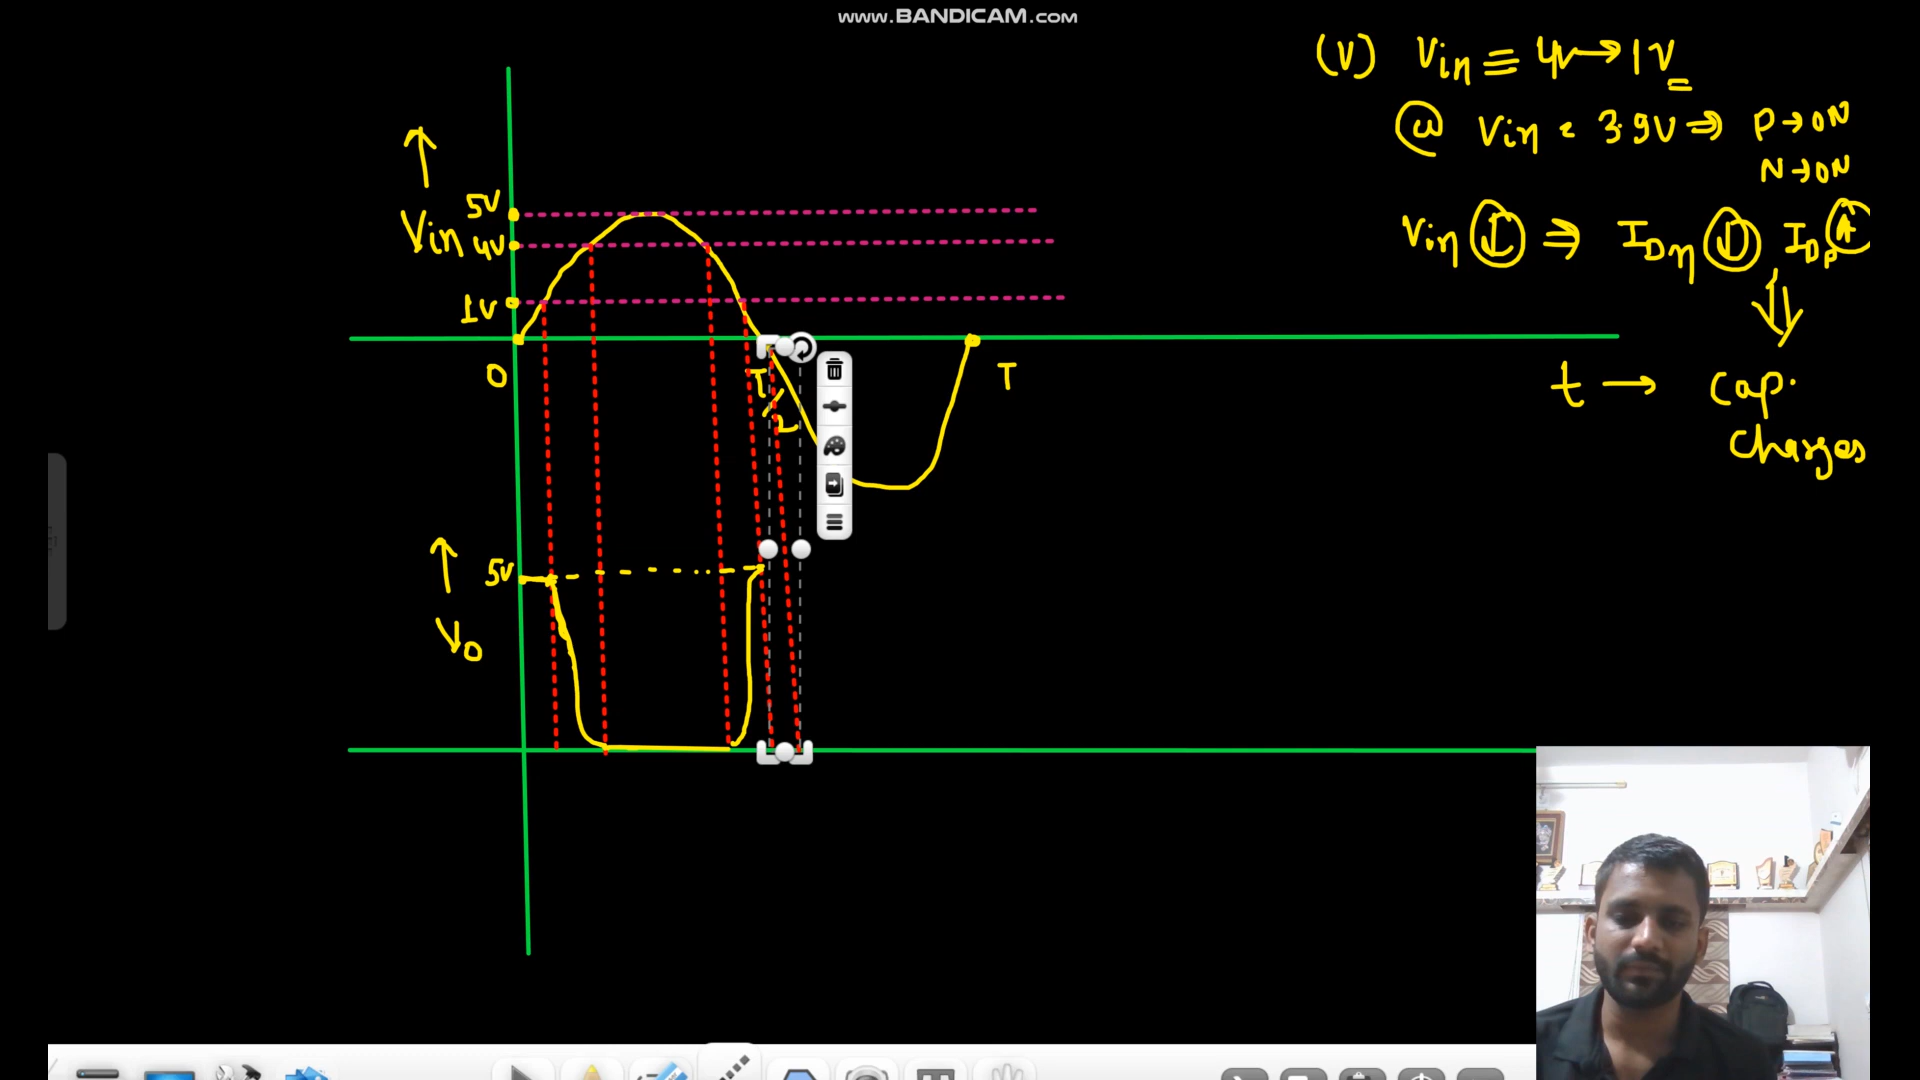 www.BANDICAM.com
(V) Vin ≡ 4V → 1V
@ Vin = 3.9V ⇒ P → ON
N → ON
Vin ↓ ⇒ IDn ↓ IDp ↑
5V
Vin 4V
1V
0
T/2
T
t →
Cap.
Charges
5V
Vo